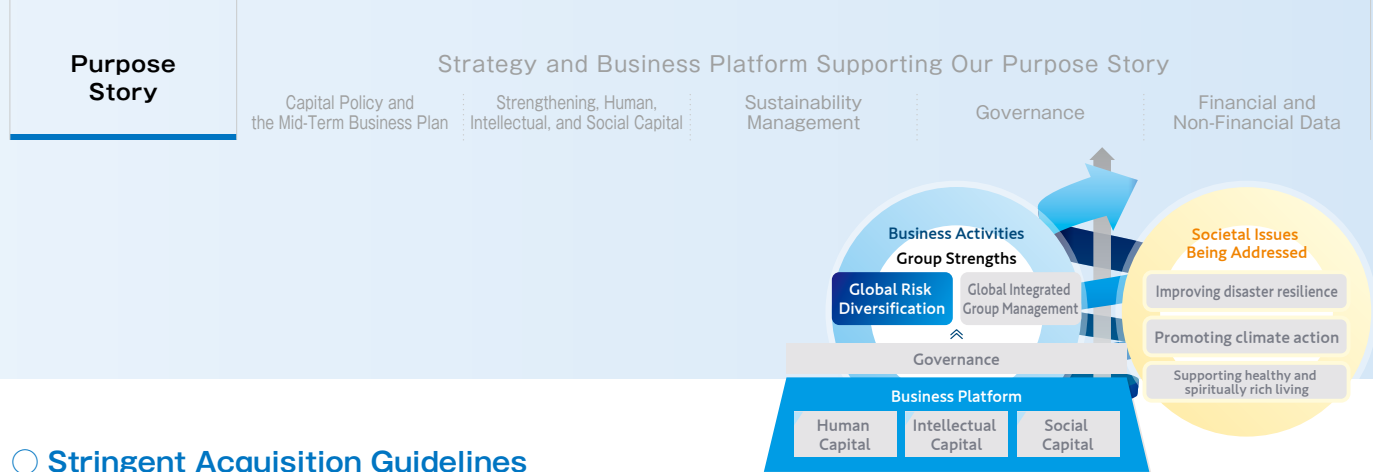 Purpose
Story
Strategy and Business Platform Supporting Our Purpose Story
Capital Policy and
the Mid-Term Business Plan
Strengthening, Human,
Intellectual, and Social Capital
Sustainability
Management
Governance
Financial and
Non-Financial Data
Business Activities
Group Strengths
Global Risk
Diversification
Global Integrated
Group Management
Governance
Business Platform
Human
Capital
Intellectual
Capital
Social
Capital
Societal Issues
Being Addressed
Improving disaster resilience
Promoting climate action
Supporting healthy and
spiritually rich living
○ Stringent Acquisition Guidelines